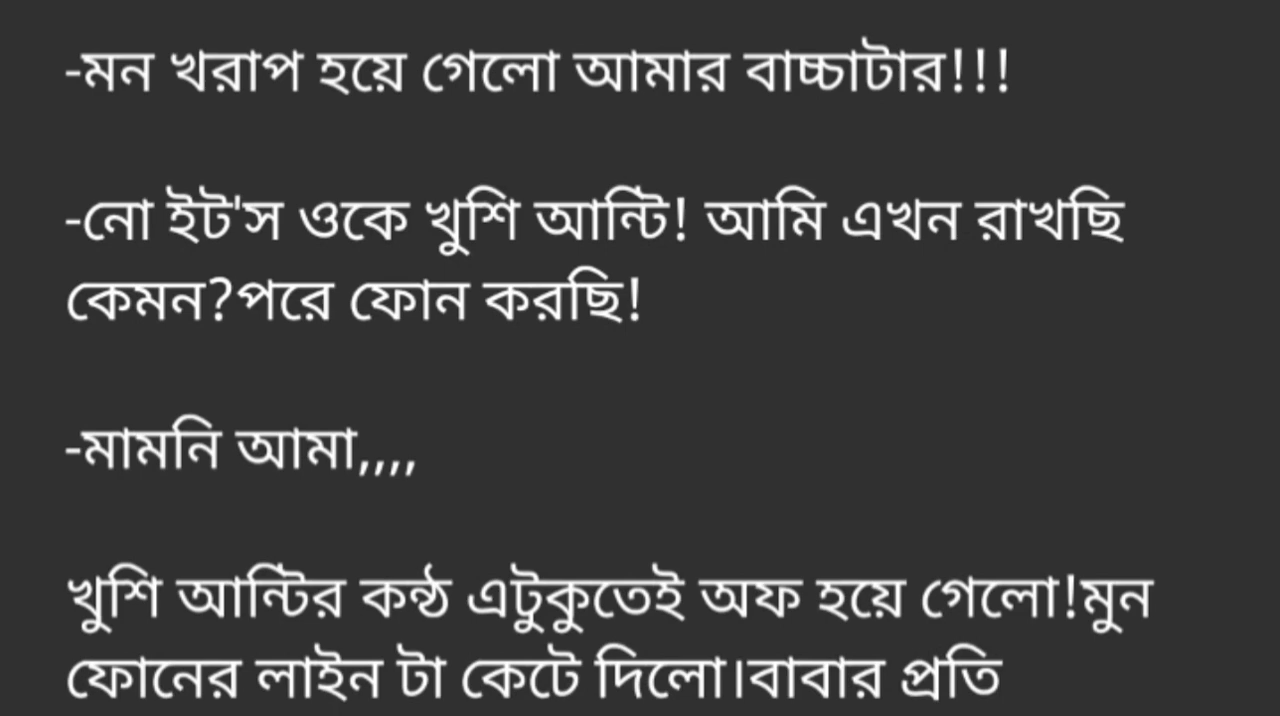 -মন খরাপ হয়ে গেলো আমার বাচ্চাটার!!!
-নো ইট'স ওকে খুশি আন্টি! আমি এখন রাখছি
কেমন?পরে ফোন করছি!
-মামনি আমা,,,,
খুশি আন্টির কন্ঠ এটুকুতেই অফ হয়ে গেলো!মুন
ফোনের লাইন টা কেটে দিলো।বাবার প্রতি